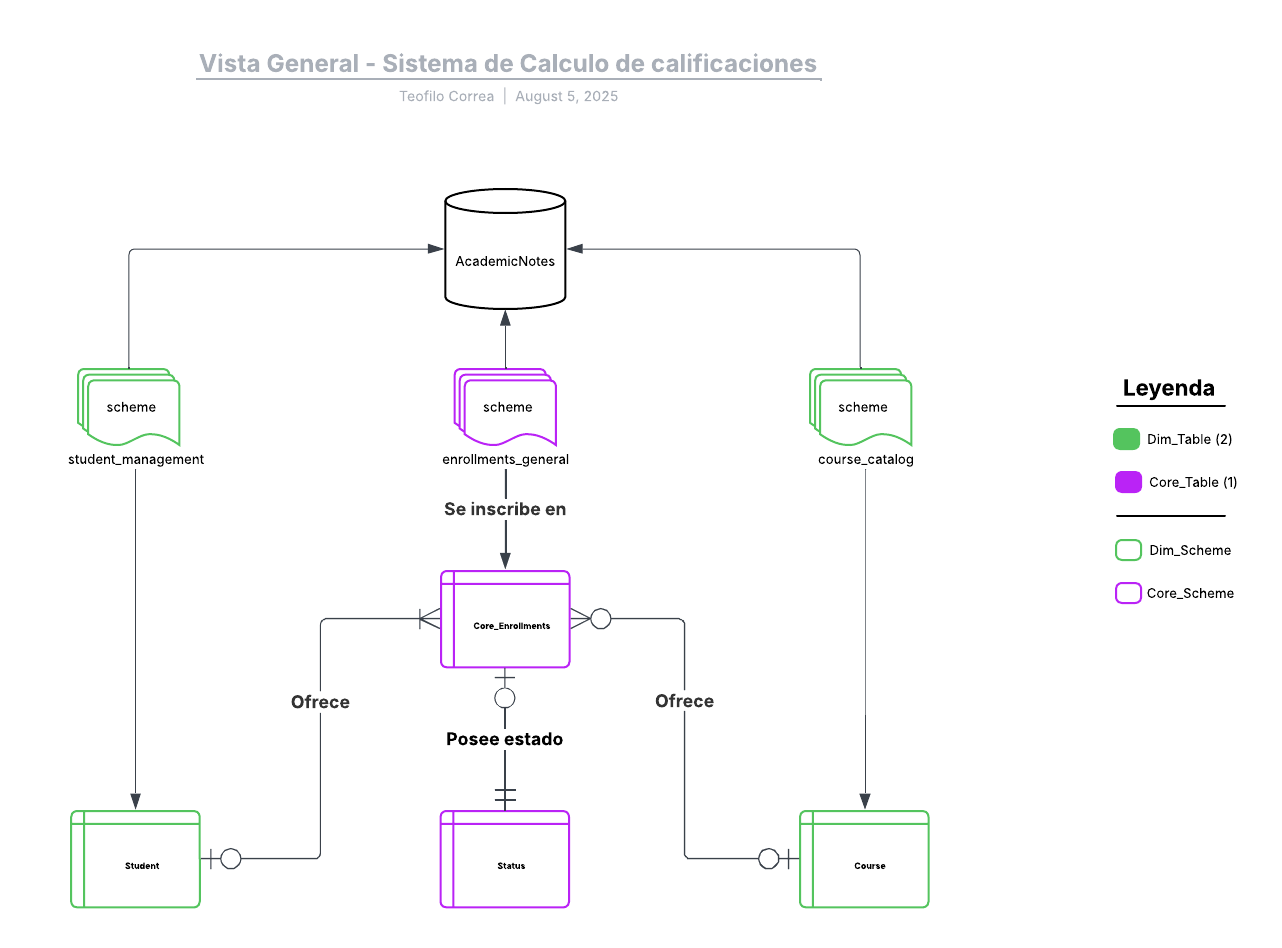 Vista General - Sistema de Calculo de calificaciones
Teofilo Correa | August 5, 2025
AcademicNotes
scheme
student_management
scheme
enrollments_general
scheme
course_catalog
Se inscribe en
Core_Enrollments
Ofrece
Ofrece
Posee estado
Student
Status
Course
Leyenda
Dim_Table (2)
Core_Table (1)
Dim_Scheme
Core_Scheme